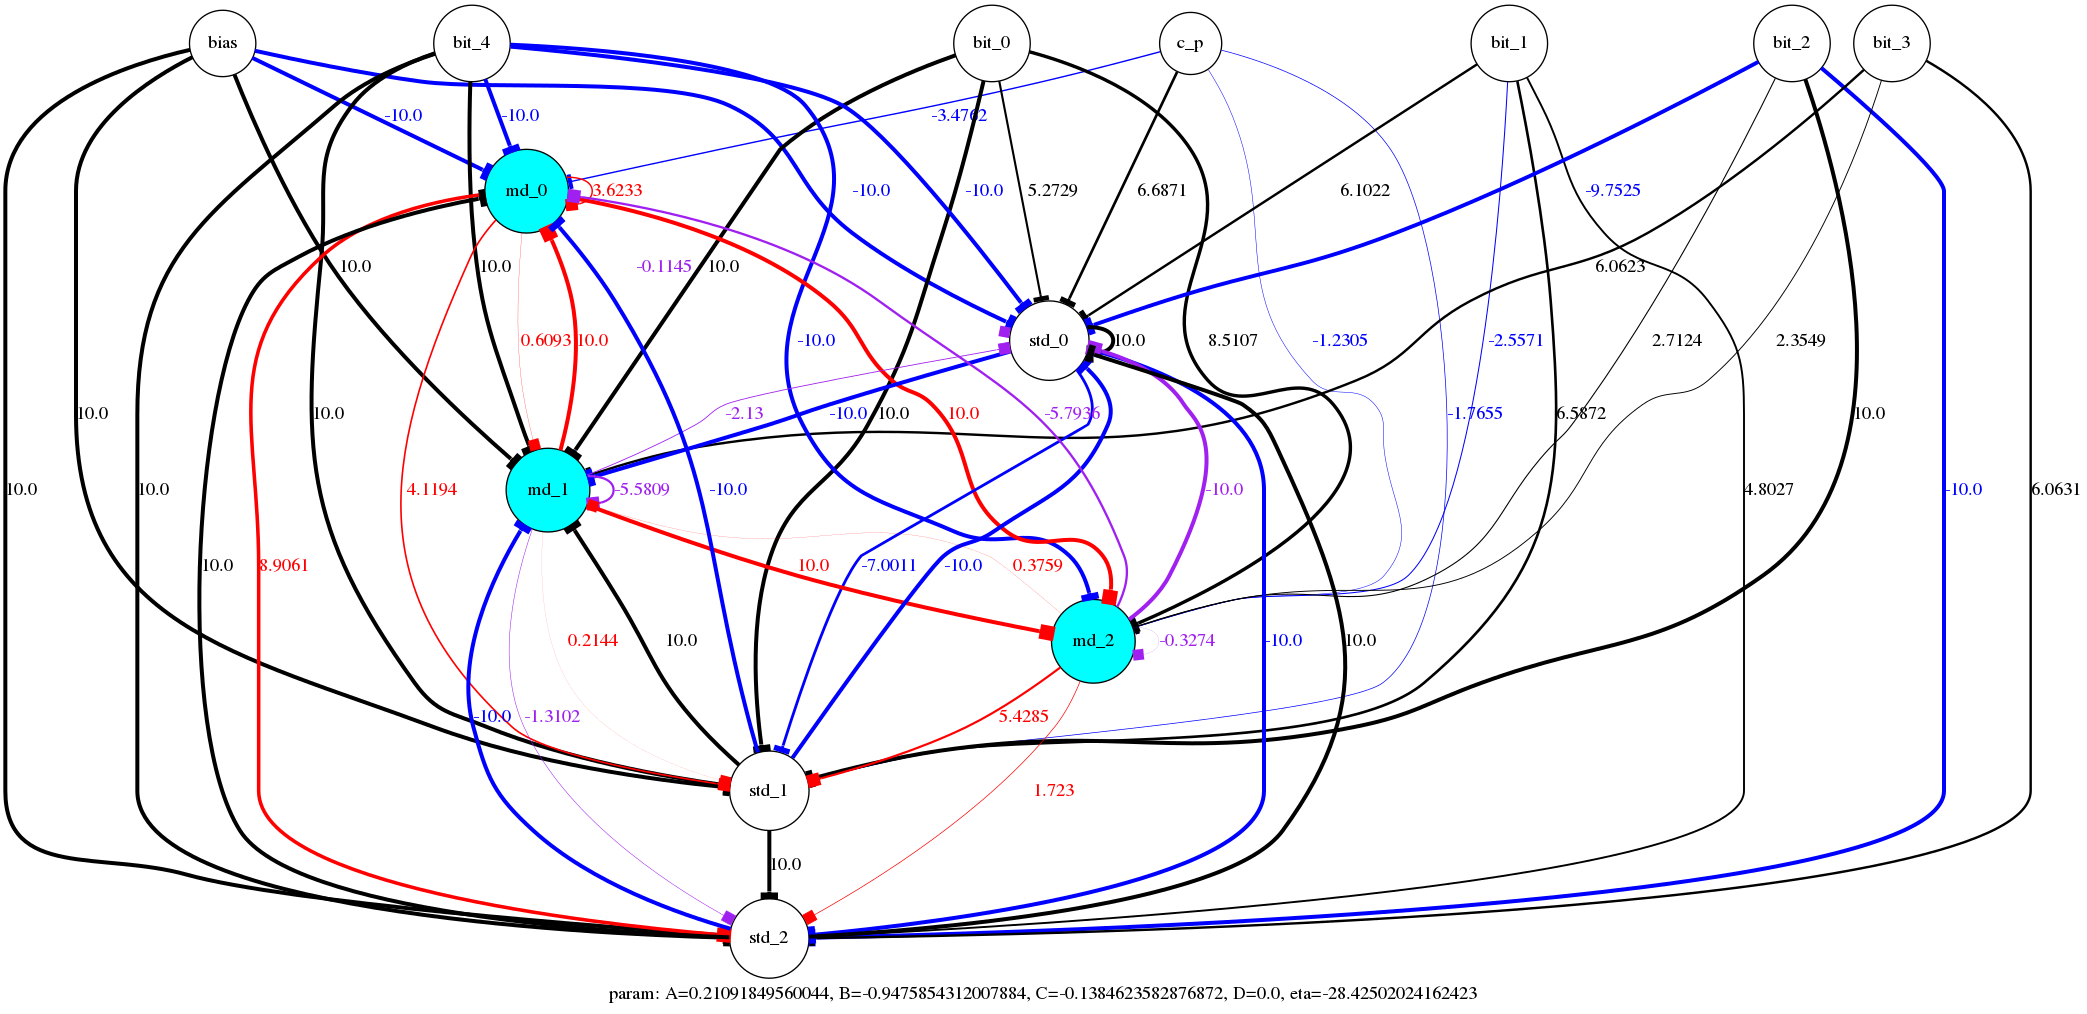 bias bit_4 bit_0 c_p bit_1 bit_2 bit_3
-10.0 -10.0 -3.4762
md_0 3.6233 -10.0 -10.0 5.2729 6.6871 6.1022 -9.7525
10.0 10.0 -0.1145 10.0 6.0623
0.6093 10.0 -10.0 std_0 10.0 8.5107 -1.2305 -2.5571 2.7124 2.3549
10.0 10.0 -2.13 -10.0 10.0 10.0 -5.7936 -1.7655 6.5872 10.0
10.0 10.0 4.1194 md_1 -5.5809 -10.0 -10.0 4.8027 -10.0 6.0631
10.0 8.9061 10.0 -7.0011 -10.0 0.3759
0.2144 10.0 md_2 -0.3274 -10.0 10.0
-10.0 -1.3102 5.4285
std_1 1.723
10.0
std_2
param: A=0.21091849560044, B=-0.9475854312007884, C=-0.1384623582876872, D=0.0, eta=-28.42502024162423